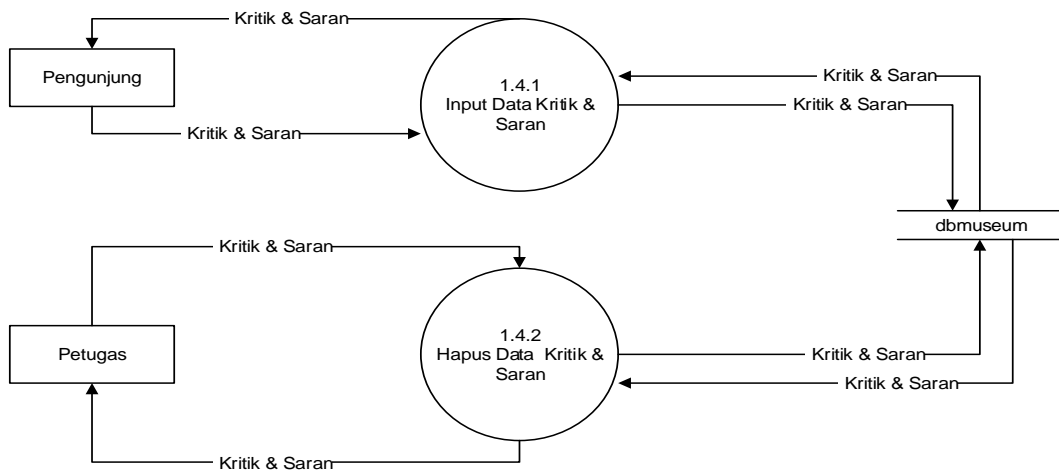 Kritik & Saran
Pengunjung
1.4.1
Input Data Kritik &
Saran
Kritik & Saran
Kritik & Saran
Kritik & Saran
dbmuseum
Kritik & Saran
Petugas
1.4.2
Hapus Data Kritik &
Saran
Kritik & Saran
Kritik & Saran
Kritik & Saran